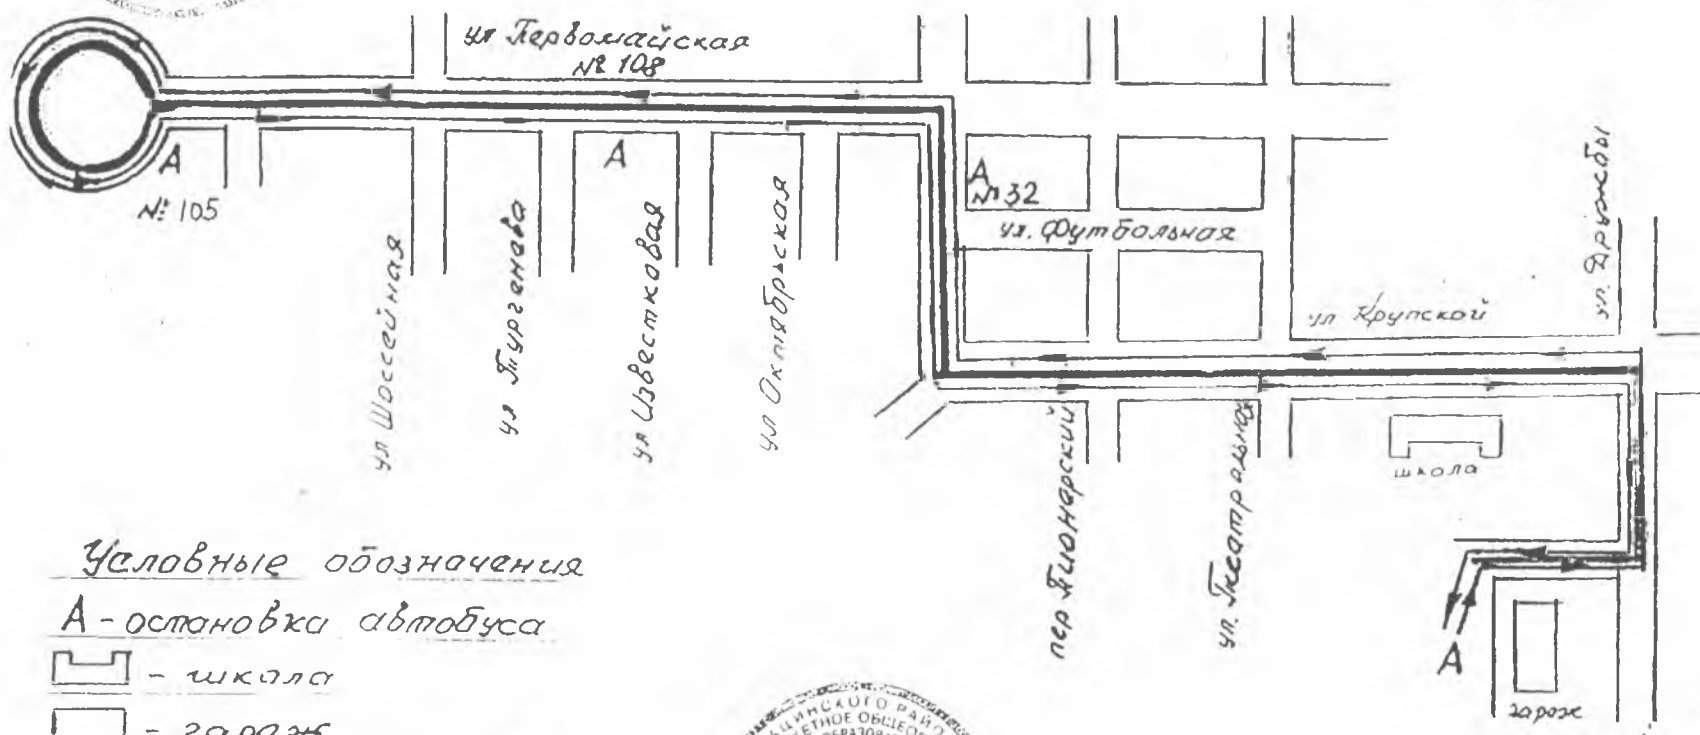 ул Первомайская
№ 108
А
№ 105
А
А
№ 32
ул. Футбольная
ул. Дружбы
ул Крупской
ул Шоссейная
ул Тургенева
ул Известковая
ул Октябрьская
пер Пионерский
ул. Театральная
школа
А
гараж
Условные обозначения
А - остановка автобуса
- школа
- гараж